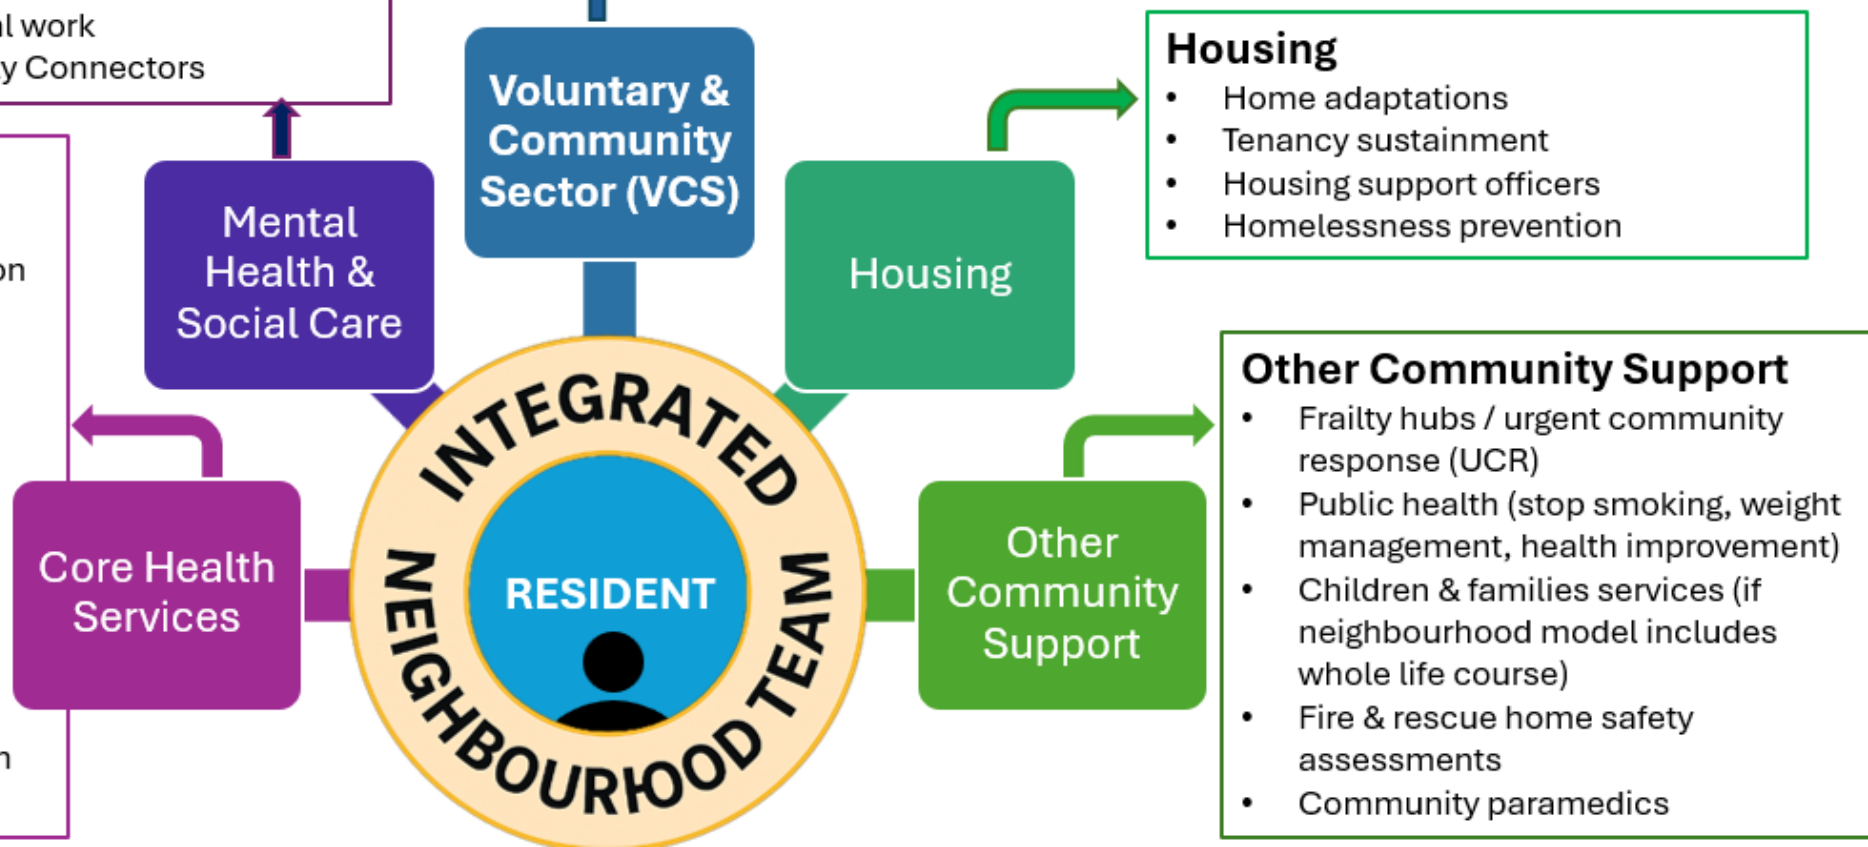 al work
y Connectors
on
n
Mental
Health &
Social Care
Voluntary &
Community
Sector (VCS)
Housing
Core Health
Services
INTEGRATED
NEIGHBOURHOOD TEAM
RESIDENT
Other
Community
Support
Housing
• Home adaptations
• Tenancy sustainment
• Housing support officers
• Homelessness prevention
Other Community Support
• Frailty hubs / urgent community
response (UCR)
• Public health (stop smoking, weight
management, health improvement)
• Children & families services (if
neighbourhood model includes
whole life course)
• Fire & rescue home safety
assessments
• Community paramedics